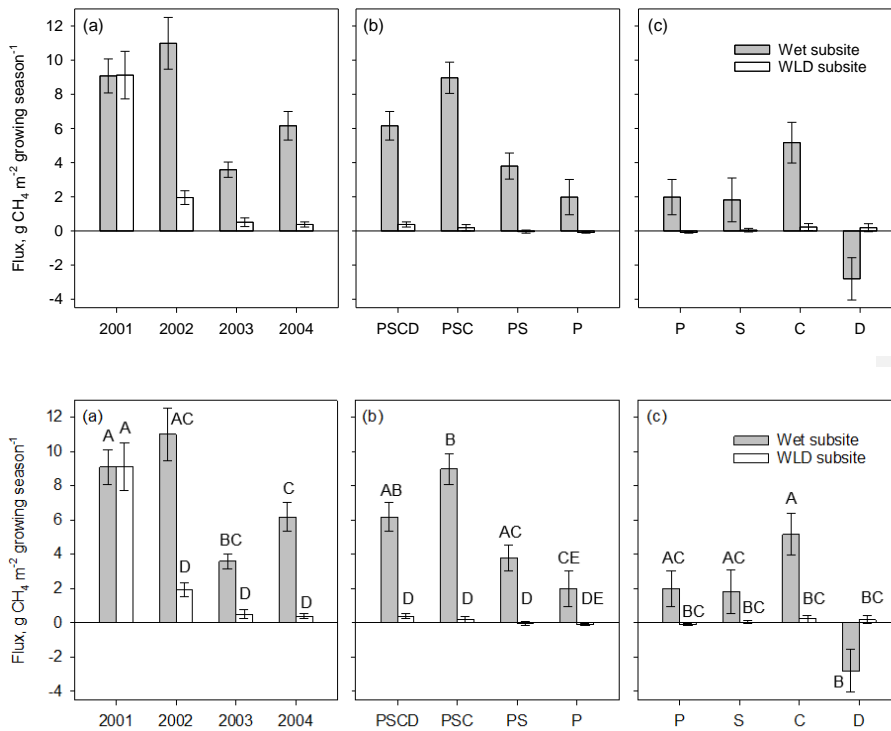 (a) (b) (c)
12
10
8
6
4
2
0
-2
-4
Flux, g CH4 m-2 growing season-1
Wet subsite
WLD subsite
2001 2002 2003 2004 PSCD PSC PS P P S C D
(a) (b) (c)
12
10
8
6
4
2
0
-2
-4
Flux, g CH4 m-2 growing season-1
A A AC D BC D C D
AB D B D AC D CE DE
Wet subsite
WLD subsite
AC BC AC BC A BC B BC
2001 2002 2003 2004 PSCD PSC PS P P S C D